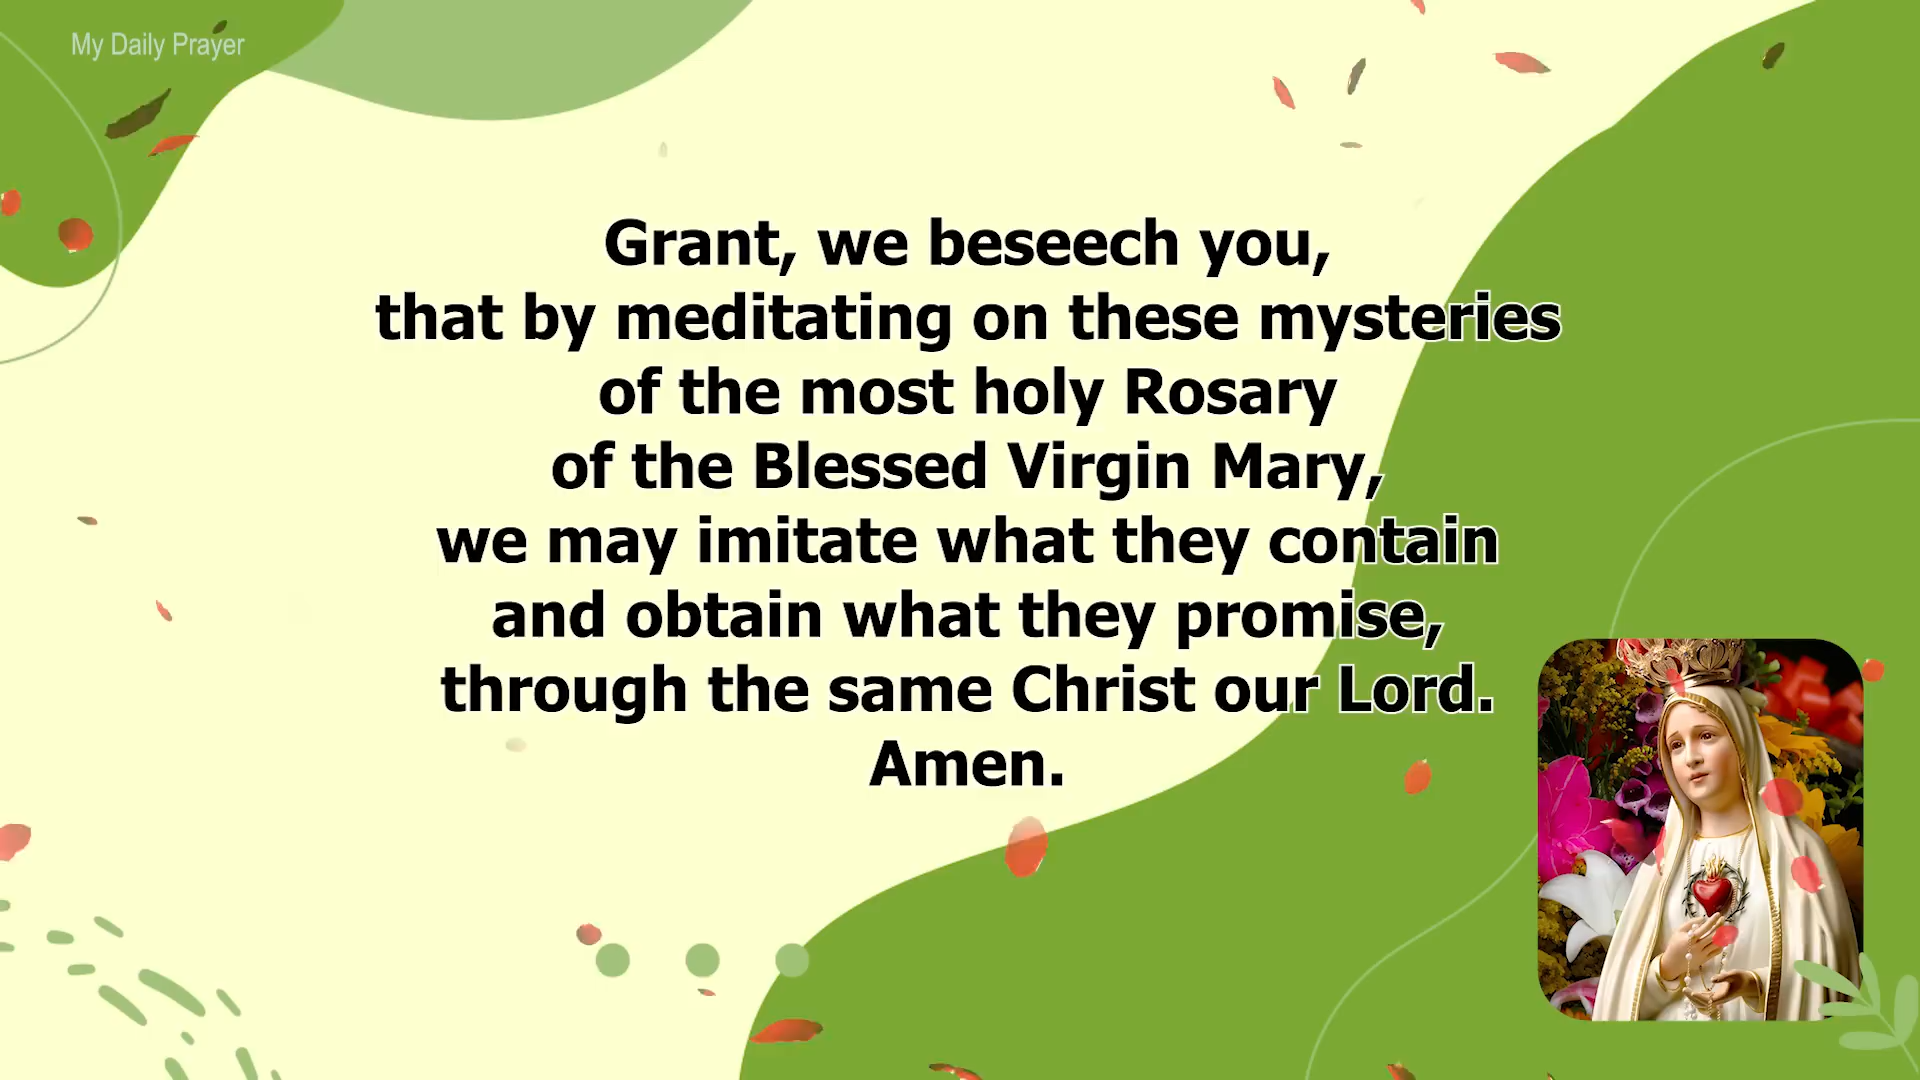 My Daily Prayer
Grant, we beseech you,
that by meditating on these mysteries
of the most holy Rosary
of the Blessed Virgin Mary,
we may imitate what they contain
and obtain what they promise,
through the same Christ our Lord.
Amen.